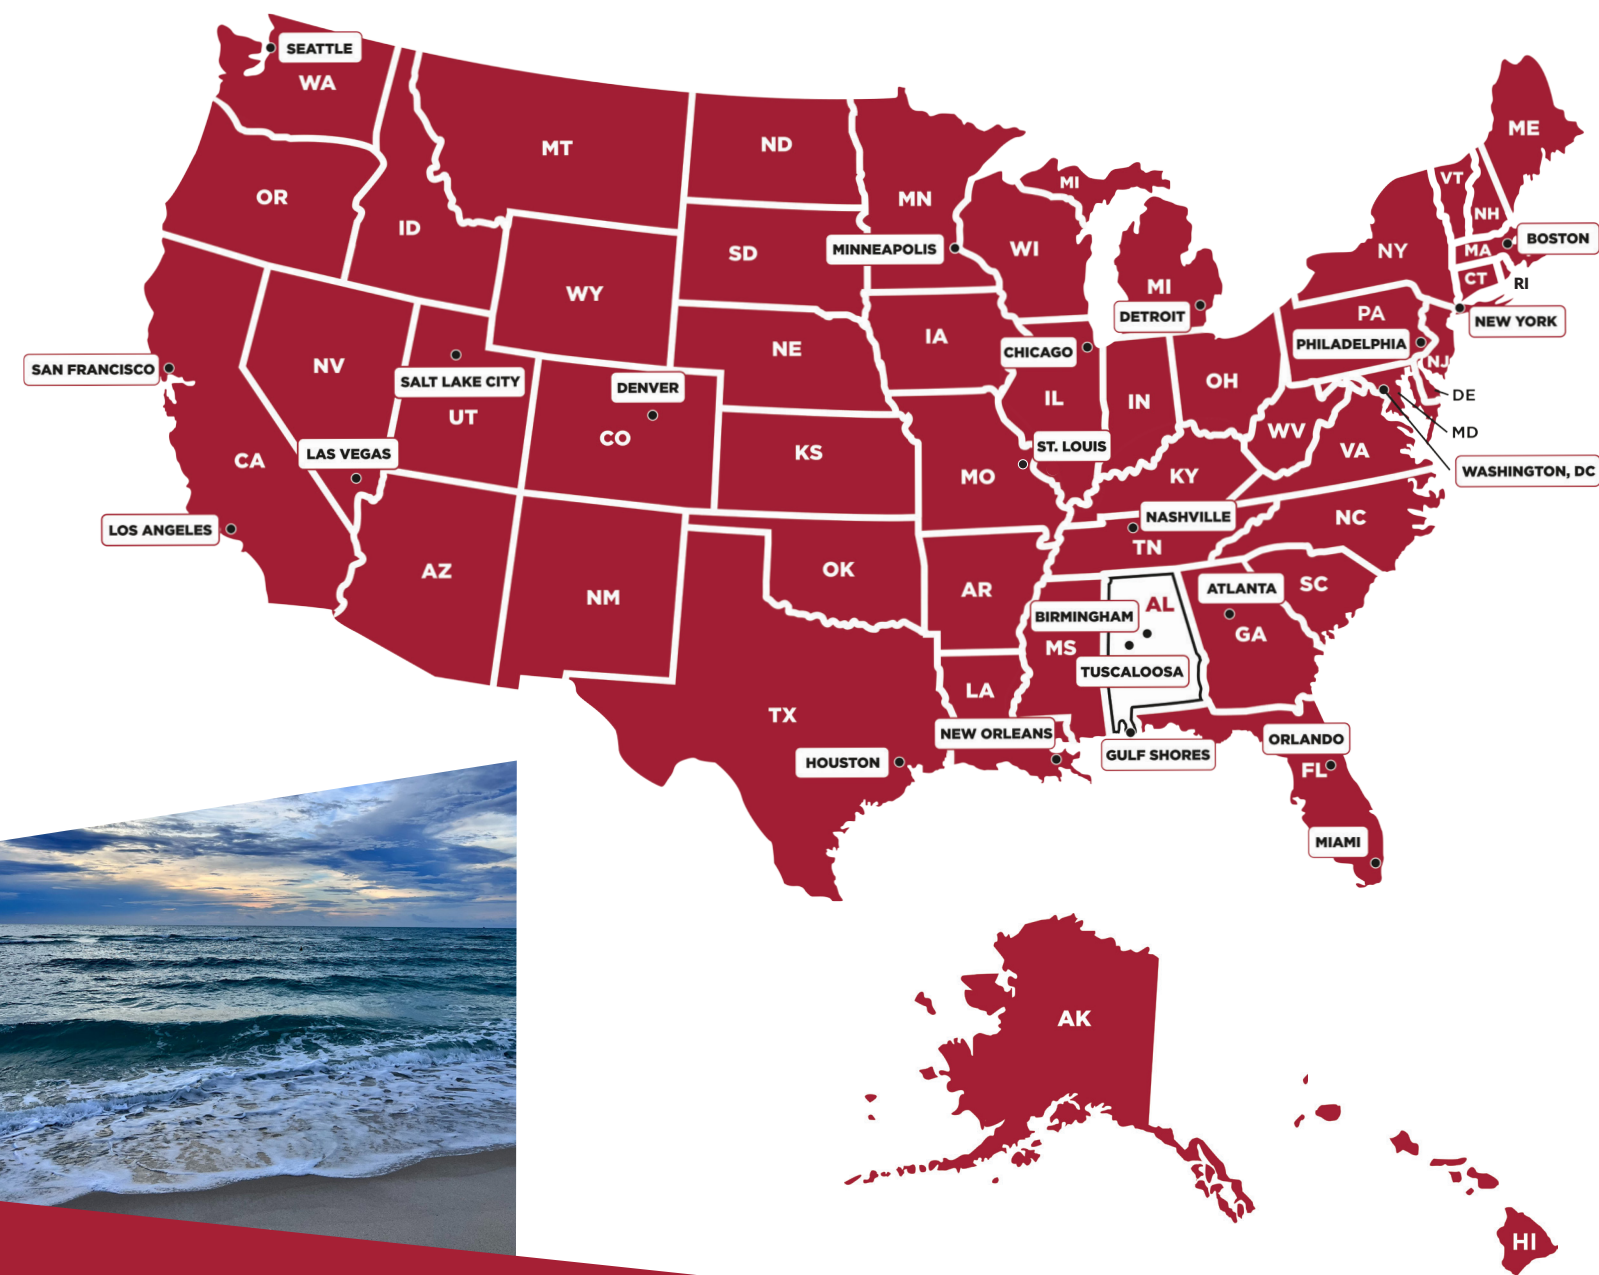 SEATTLE
WA
MT
ND
MN
MI
ME
VT
NH
OR
ID
SD
MINNEAPOLIS
WI
NY
MA
BOSTON
WY
MI
CT
RI
DETROIT
PA
NEW YORK
NV
NE
IA
CHICAGO
PHILADELPHIA
NJ
SAN FRANCISCO
SALT LAKE CITY
DENVER
OH
UT
CO
IL
IN
DE
CA
LAS VEGAS
KS
MO
ST. LOUIS
WV
VA
MD
KY
WASHINGTON, DC
LOS ANGELES
NASHVILLE
NC
TN
AZ
NM
OK
AR
BIRMINGHAM
AL
ATLANTA
SC
MS
GA
TUSCALOOSA
LA
TX
NEW ORLEANS
GULF SHORES
ORLANDO
HOUSTON
FL
MIAMI
AK
HI